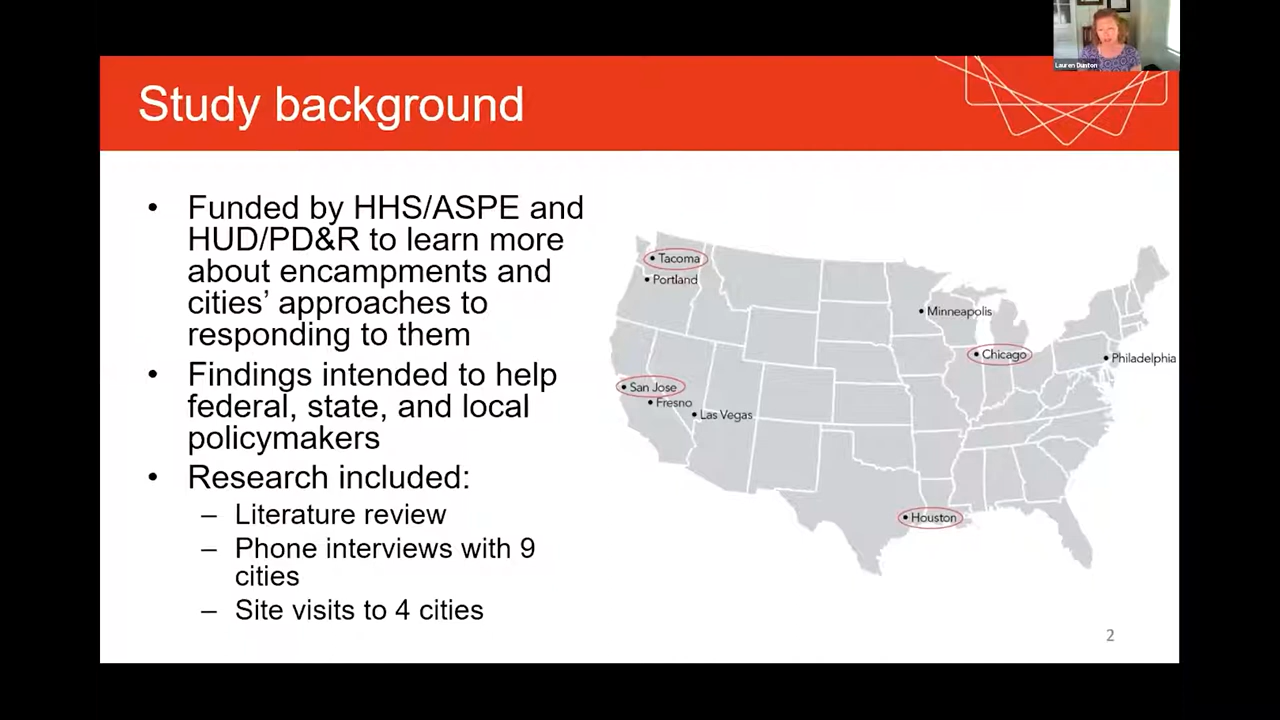 Lauren Dunton
Study background
• Funded by HHS/ASPE and
HUD/PD&R to learn more
about encampments and
cities’ approaches to
responding to them
• Findings intended to help
federal, state, and local
policymakers
• Research included:
– Literature review
– Phone interviews with 9
cities
– Site visits to 4 cities
Tacoma
Portland
Minneapolis
Chicago
Philadelphia
San Jose
Fresno
Las Vegas
Houston
2